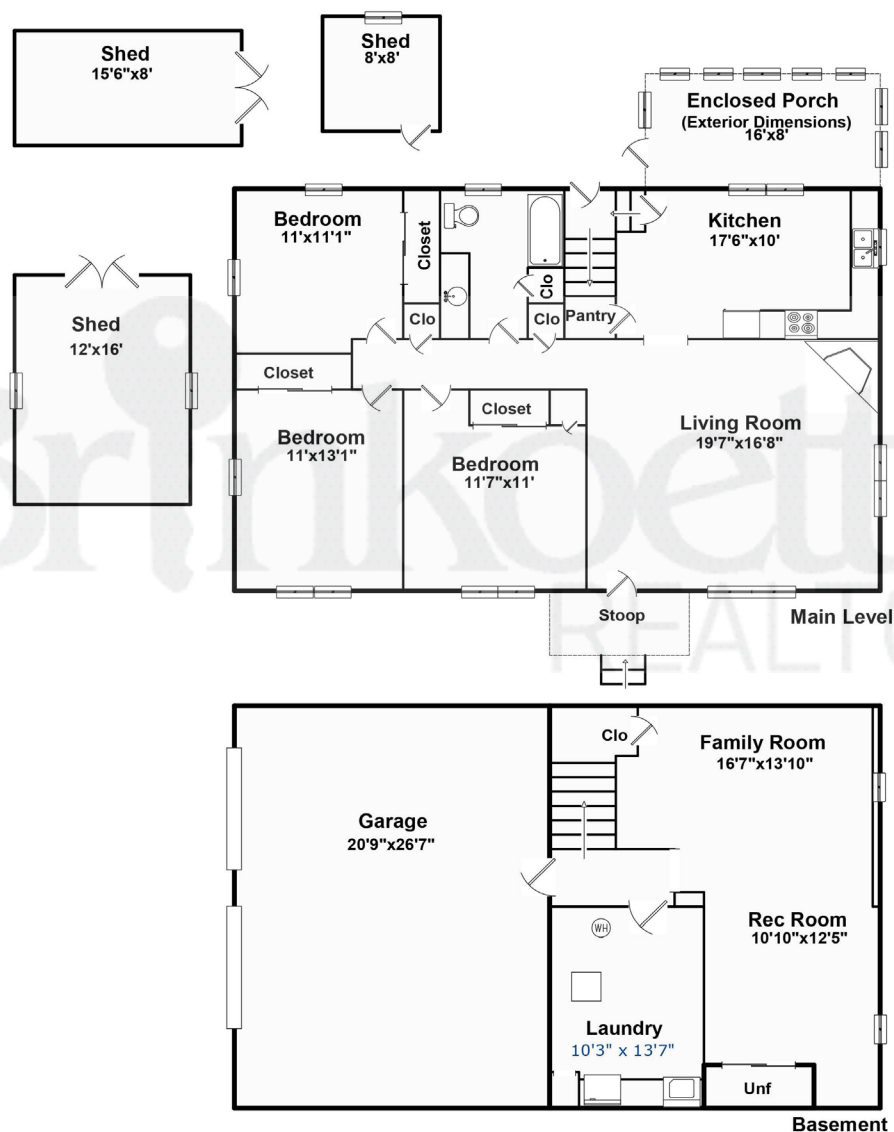 Shed
15'6"x8'
Shed
8'x8'
Enclosed Porch
(Exterior Dimensions)
16'x8'
Bedroom
11'x11'1"
Closet
Kitchen
17'6"x10'
Clo
Clo
Clo
Pantry
Shed
12'x16'
Closet
Closet
Bedroom
11'x13'1"
Bedroom
11'7"x11'
Living Room
19'7"x16'8"
Stoop
Main Level
Brinkoett
REALTO
Clo
Family Room
16'7"x13'10"
Garage
20'9"x26'7"
Rec Room
10'10"x12'5"
WH
Laundry
10'3" x 13'7"
Unf
Basement